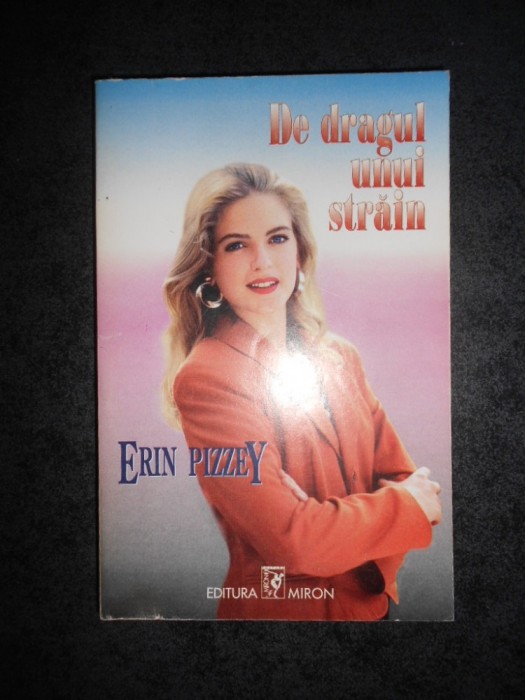 De dragul
unui
străin
ERIN PIZZEY
EDITURA MIRON